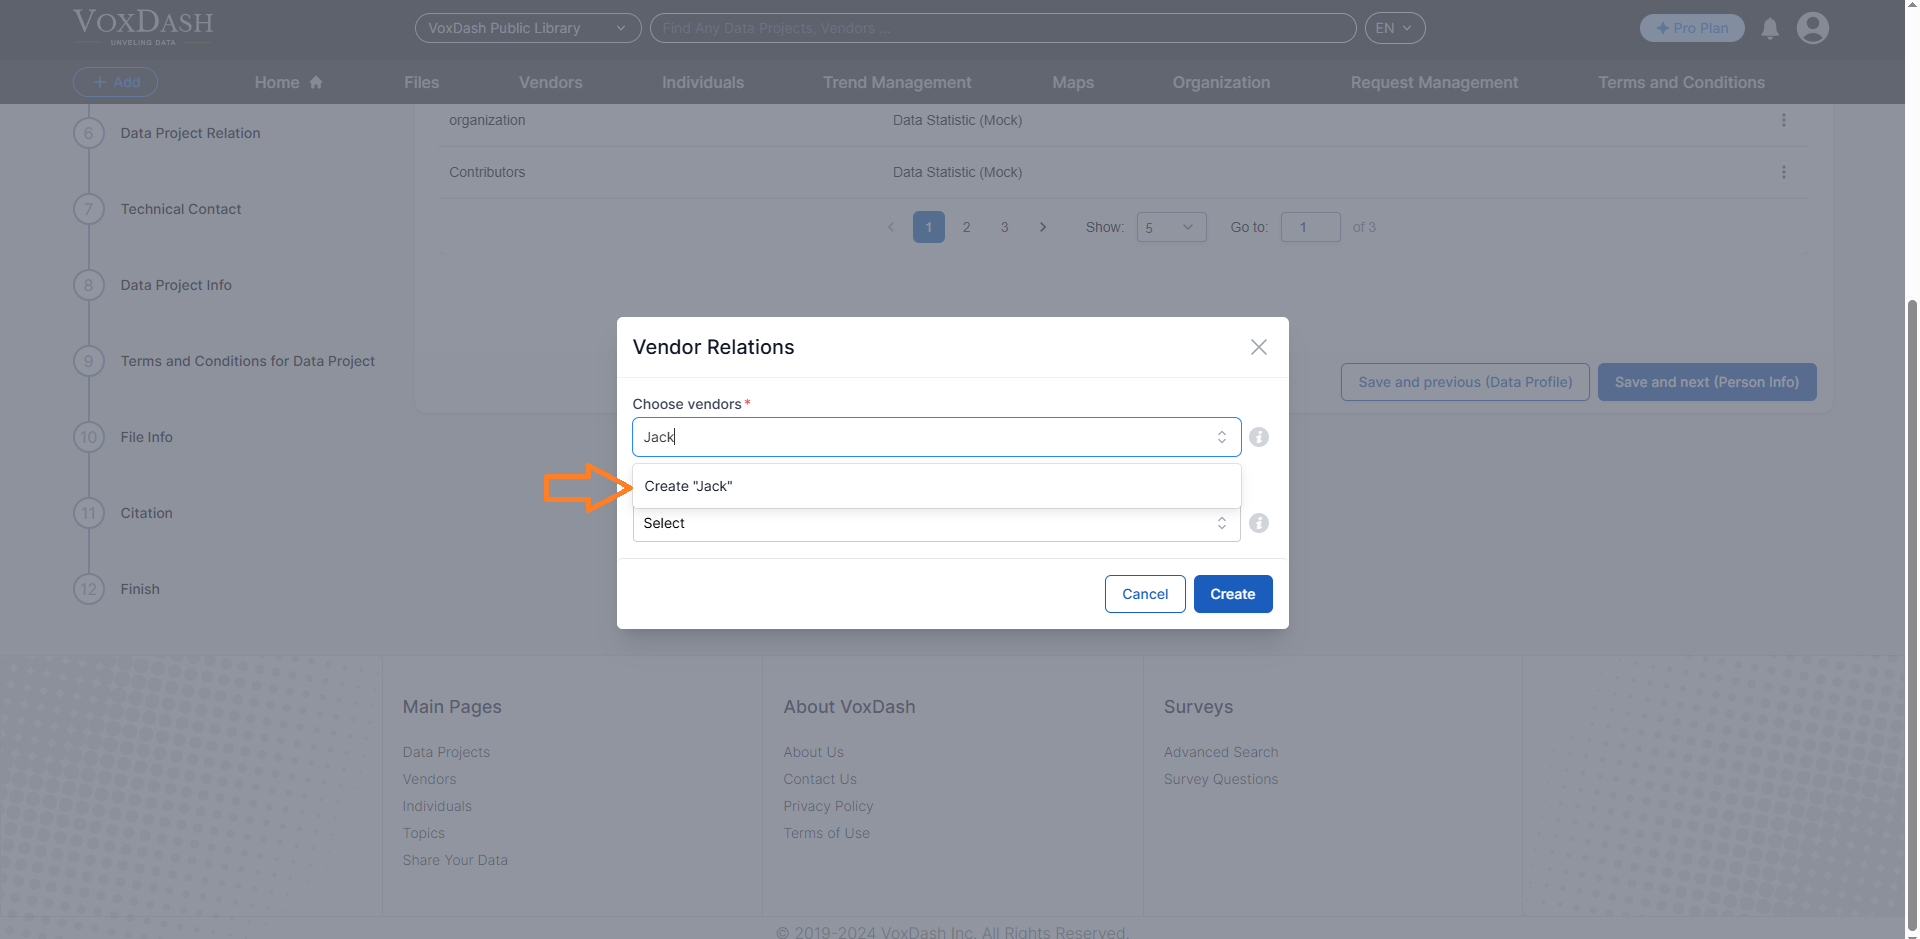 VOXDASH
UNVELING DATA
VoxDash Public Library
Find Any Data Projects, Vendors ...
EN
Pro Plan
+ Add
Home
Files
Vendors
Individuals
Trend Management
Maps
Organization
Request Management
Terms and Conditions
6 Data Project Relation
7 Technical Contact
8 Data Project Info
9 Terms and Conditions for Data Project
10 File Info
11 Citation
12 Finish
organization
Data Statistic (Mock)
Contributors
Data Statistic (Mock)
1 2 3 Show: 5 Go to: 1 of 3
Save and previous (Data Profile)
Save and next (Person Info)
Vendor Relations
Choose vendors*
Jack
Create "Jack"
Select
Cancel
Create
Main Pages
Data Projects
Vendors
Individuals
Topics
Share Your Data
About VoxDash
About Us
Contact Us
Privacy Policy
Terms of Use
Surveys
Advanced Search
Survey Questions
© 2019-2024 VoxDash Inc. All Rights Reserved.